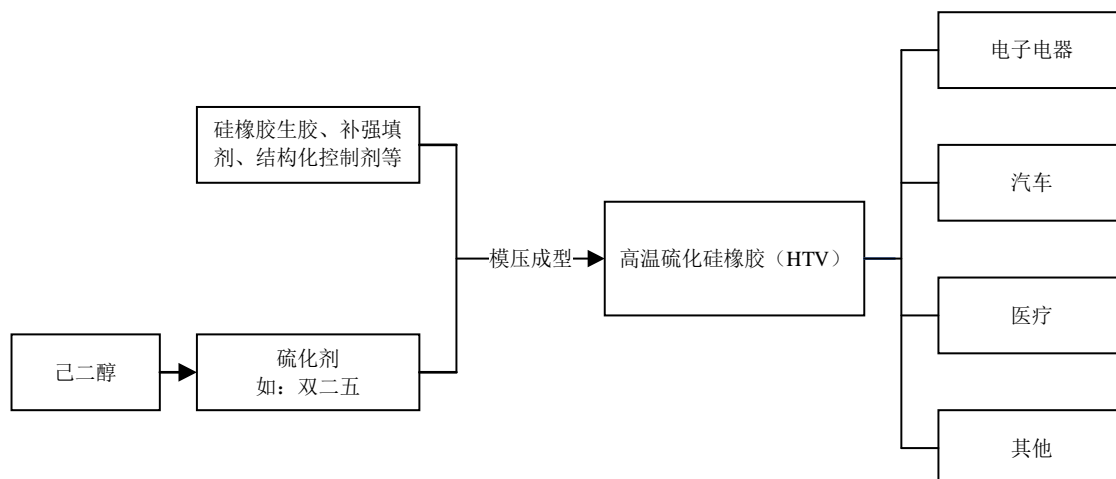 硅橡胶生胶、补强填
剂、结构化控制剂等
己二醇
硫化剂
如：双二五
模压成型
高温硫化硅橡胶（HTV）
电子电器
汽车
医疗
其他